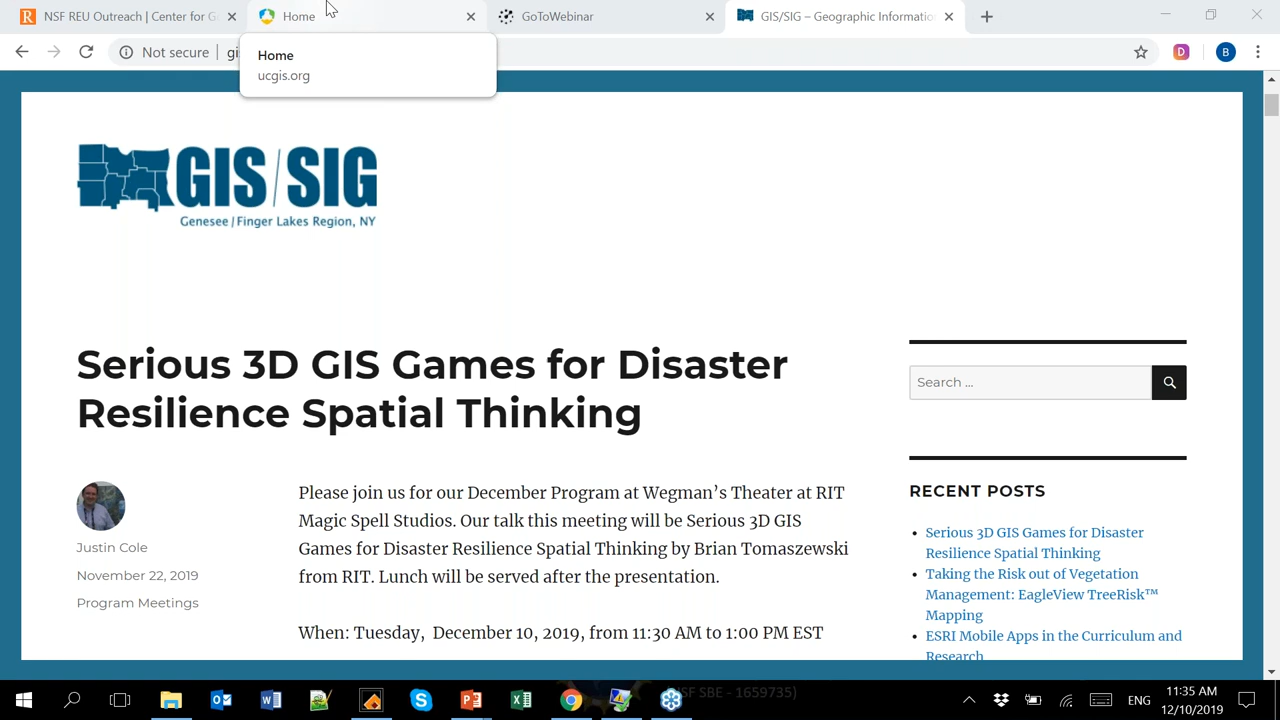 NSF REU Outreach | Center for G
Home
GoToWebinar
GIS/SIG – Geographic Informatio
Not secure
gi
Home
ucgis.org
B
GIS/SIG
Genesee/Finger Lakes Region, NY
Serious 3D GIS Games for Disaster
Resilience Spatial Thinking
Search …
Justin Cole
November 22, 2019
Program Meetings
Please join us for our December Program at Wegman’s Theater at RIT
Magic Spell Studios. Our talk this meeting will be Serious 3D GIS
Games for Disaster Resilience Spatial Thinking by Brian Tomaszewski
from RIT. Lunch will be served after the presentation.
When: Tuesday, December 10, 2019, from 11:30 AM to 1:00 PM EST
RECENT POSTS
Serious 3D GIS Games for Disaster
Resilience Spatial Thinking
Taking the Risk out of Vegetation
Management: EagleView TreeRisk™
Mapping
ESRI Mobile Apps in the Curriculum and
Research
SF SBE - 1659735)
ENG
11:35 AM
12/10/2019